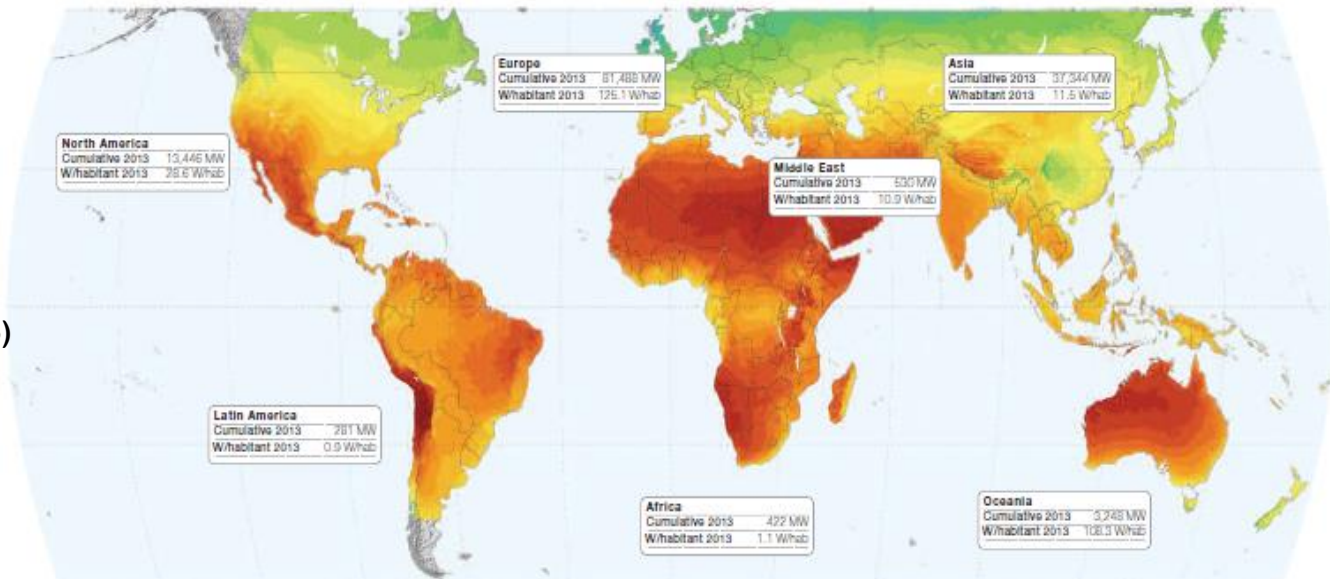 Europe
Cumulative 2013 81,488 MW
W/habitant 2013 125.1 W/hab
Asia
Cumulative 2013 37,344 MW
W/habitant 2013 11.5 W/hab
North America
Cumulative 2013 13,446 MW
W/habitant 2013 28.6 W/hab
Middle East
Cumulative 2013 530 MW
W/habitant 2013 10.9 W/hab
)
Latin America
Cumulative 2013 281 MW
W/habitant 2013 0.9 W/hab
Africa
Cumulative 2013 422 MW
W/habitant 2013 1.1 W/hab
Oceania
Cumulative 2013 3,248 MW
W/habitant 2013 108.3 W/hab